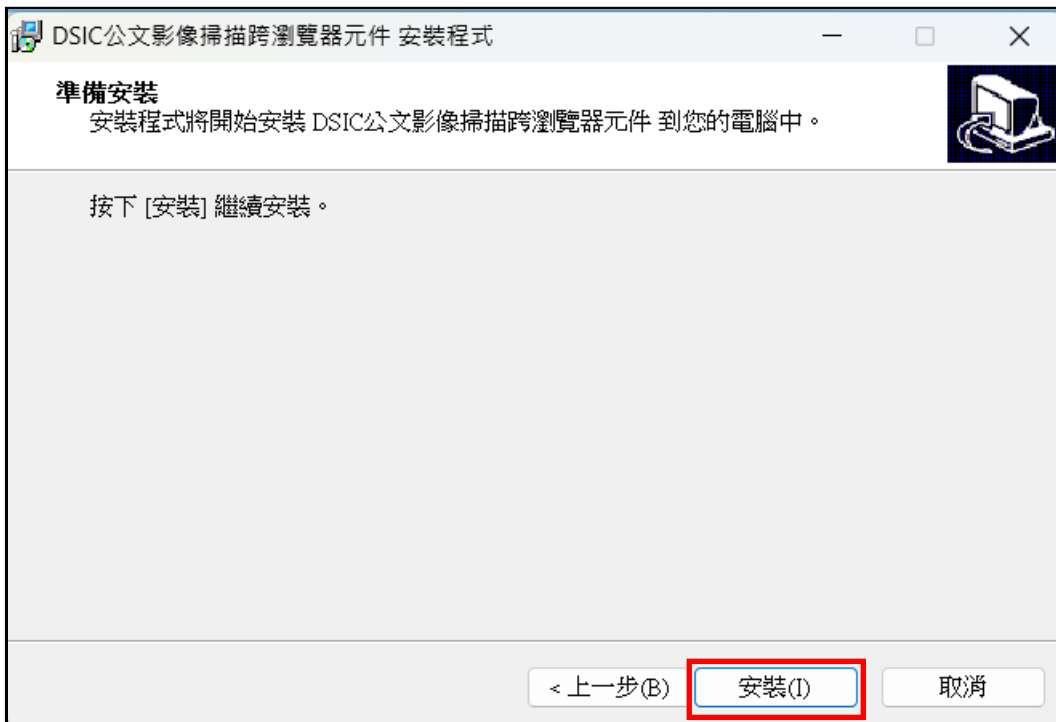 DSIC公文影像掃描跨瀏覽器元件 安裝程式
準備安裝
安裝程式將開始安裝 DSIC公文影像掃描跨瀏覽器元件 到您的電腦中。
按下 [安裝] 繼續安裝。
< 上一步(B) 安裝(I) 取消